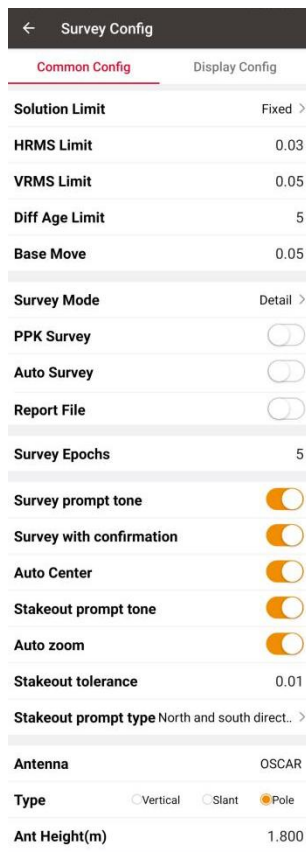 ← Survey Config
Common Config Display Config
Solution Limit Fixed >
HRMS Limit 0.03
VRMS Limit 0.05
Diff Age Limit 5
Base Move 0.05
Survey Mode Detail >
PPK Survey
Auto Survey
Report File
Survey Epochs 5
Survey prompt tone
Survey with confirmation
Auto Center
Stakeout prompt tone
Auto zoom
Stakeout tolerance 0.01
Stakeout prompt type North and south direct.. >
Antenna OSCAR
Type Vertical Slant Pole
Ant Height(m) 1.800